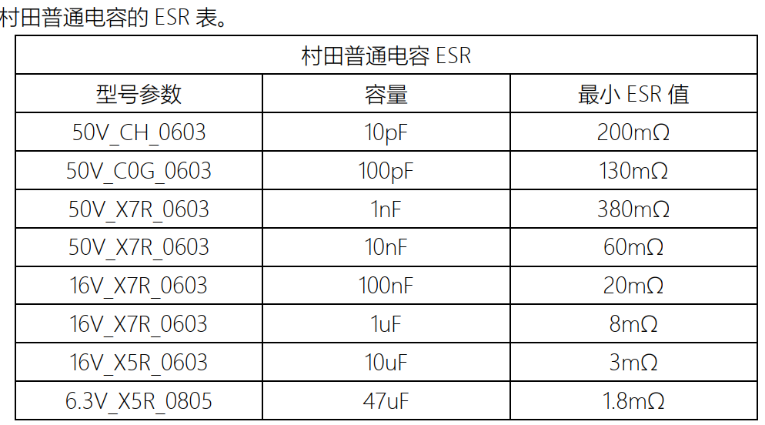 村田普通电容的 ESR 表。
村田普通电容 ESR
型号参数 容量 最小 ESR 值
50V_CH_0603 10pF 200mΩ
50V_C0G_0603 100pF 130mΩ
50V_X7R_0603 1nF 380mΩ
50V_X7R_0603 10nF 60mΩ
16V_X7R_0603 100nF 20mΩ
16V_X7R_0603 1uF 8mΩ
16V_X5R_0603 10uF 3mΩ
6.3V_X5R_0805 47uF 1.8mΩ